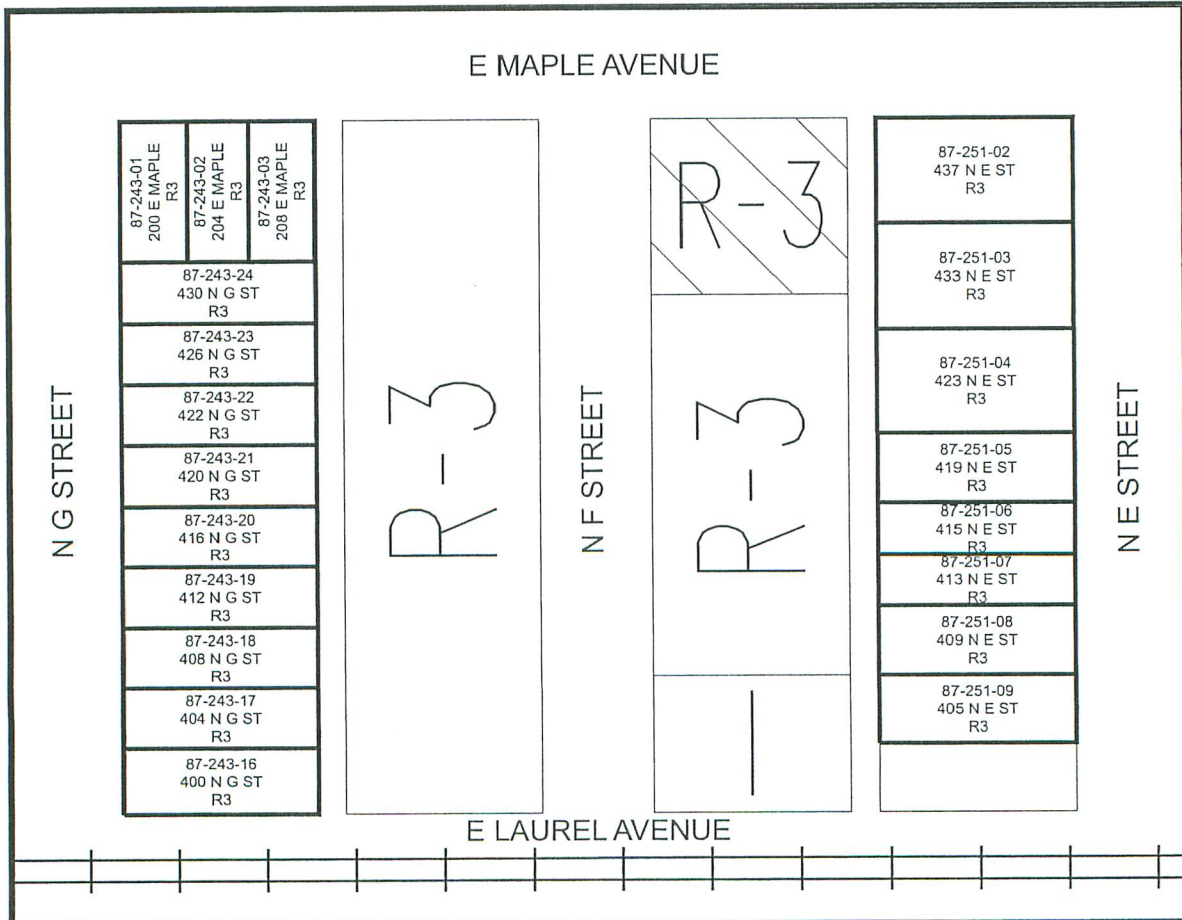 E MAPLE AVENUE
87-243-01
200 E MAPLE
R3
87-243-02
204 E MAPLE
R3
87-243-03
208 E MAPLE
R3
87-243-24
430 N G ST
R3
87-243-23
426 N G ST
R3
87-243-22
422 N G ST
R3
87-243-21
420 N G ST
R3
87-243-20
416 N G ST
R3
87-243-19
412 N G ST
R3
87-243-18
408 N G ST
R3
87-243-17
404 N G ST
R3
87-243-16
400 N G ST
R3
N G STREET
R-3
N F STREET
R-3
R-3
I
87-251-02
437 N E ST
R3
87-251-03
433 N E ST
R3
87-251-04
423 N E ST
R3
87-251-05
419 N E ST
R3
87-251-06
415 N E ST
R3
87-251-07
413 N E ST
R3
87-251-08
409 N E ST
R3
87-251-09
405 N E ST
R3
N E STREET
E LAUREL AVENUE